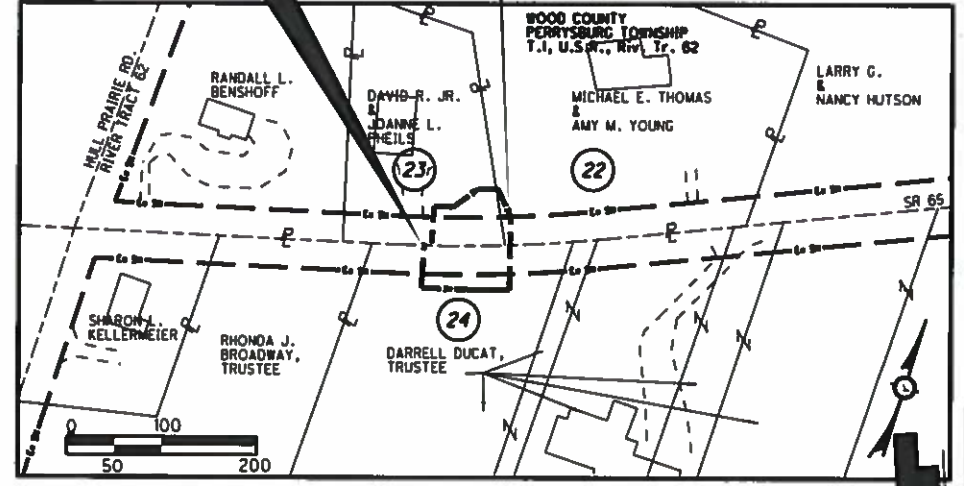 WOOD COUNTY
PERRYSBURG TOWNSHIP
T.1, U.S.R., Riv. Tr. 62
HULL PRAIRIE RD.
RIVER TRACT 62
RANDALL L.
BENSHOFF
DAVID R. JR.
&
JOANNE L.
PHEILS
MICHAEL E. THOMAS
&
AMY M. YOUNG
LARRY G.
&
NANCY HUTSON
23
22
SR 65
24
SHARON L.
KELLERMEIER
RHONDA J.
BROADWAY,
TRUSTEE
DARRELL DUCAT,
TRUSTEE
0 100
50 200